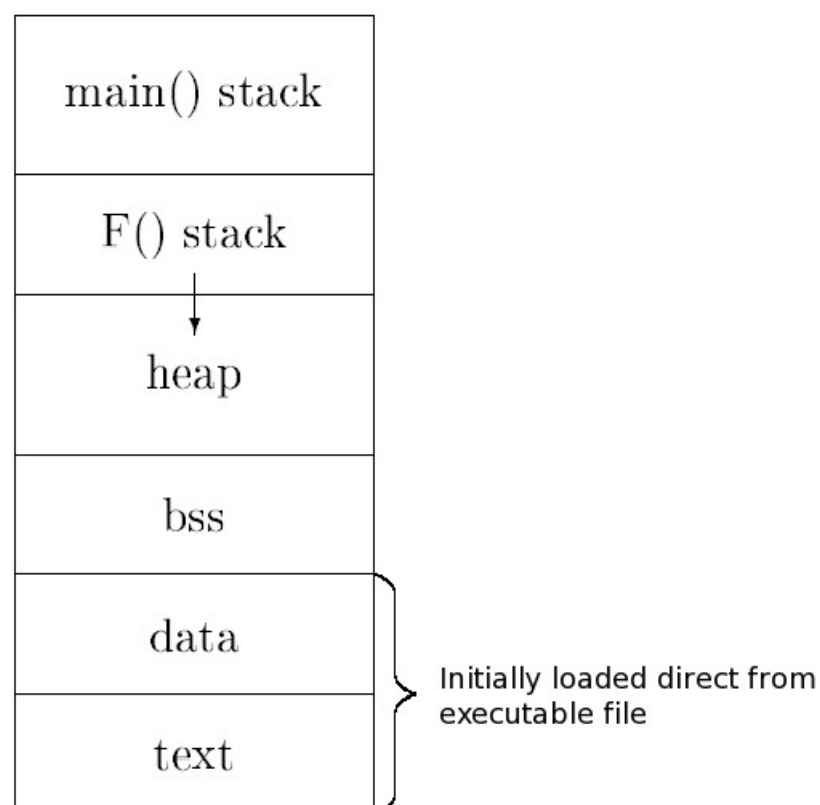 main() stack
F() stack
heap
bss
data
Initially loaded direct from
executable file
text